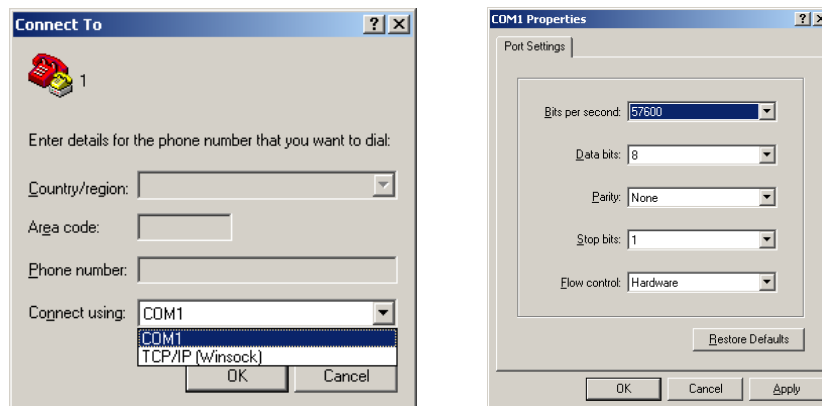 Connect To
1
Enter details for the phone number that you want to dial:
Country/region:
Area code:
Phone number:
Connect using: COM1
COM1
TCP/IP (Winsock)
OK Cancel
COM1 Properties
Port Settings
Bits per second: 57600
Data bits: 8
Parity: None
Stop bits: 1
Flow control: Hardware
Restore Defaults
OK Cancel Apply